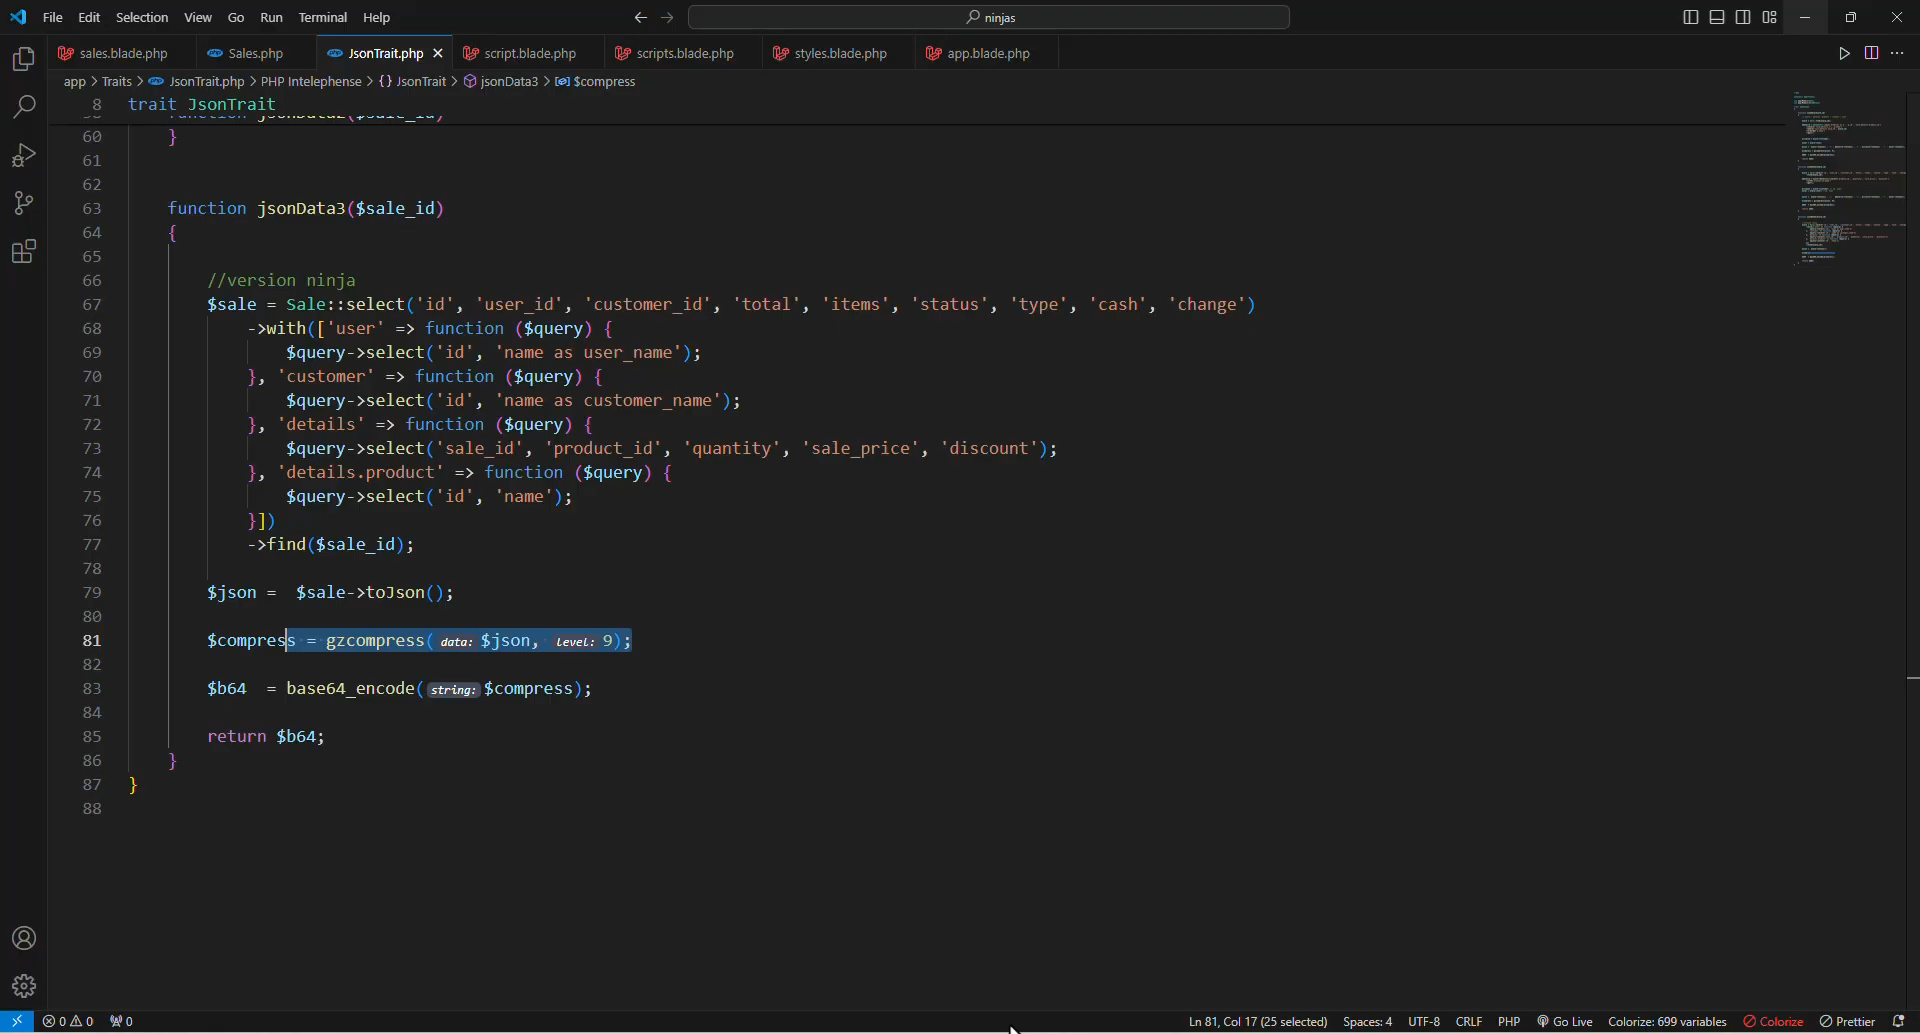 File Edit Selection View Go Run Terminal Help ninjas
sales.blade.php Sales.php JsonTrait.php script.blade.php scripts.blade.php styles.blade.php app.blade.php
app > Traits > JsonTrait.php > PHP Intelephense > {} JsonTrait > jsonData3 > $compress
8 trait JsonTrait
function jsonData2($sale_id)
60 }
61
62
63 function jsonData3($sale_id)
64 {
65
66 //version ninja
67 $sale = Sale::select('id', 'user_id', 'customer_id', 'total', 'items', 'status', 'type', 'cash', 'change')
68 ->with(['user' => function ($query) {
69 $query->select('id', 'name as user_name');
70 }, 'customer' => function ($query) {
71 $query->select('id', 'name as customer_name');
72 }, 'details' => function ($query) {
73 $query->select('sale_id', 'product_id', 'quantity', 'sale_price', 'discount');
74 }, 'details.product' => function ($query) {
75 $query->select('id', 'name');
76 }])
77 ->find($sale_id);
78
79 $json =  $sale->toJson();
80
81 $compress = gzcompress(data: $json, level: 9);
82
83 $b64  = base64_encode(string: $compress);
84
85 return $b64;
86 }
87 }
88
0 0 0 Ln 81, Col 17 (25 selected) Spaces: 4 UTF-8 CRLF PHP Go Live Colorize: 699 variables Colorize Prettier